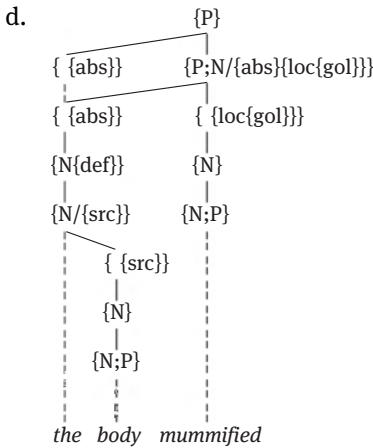 d. {P}
{ {abs}} {P;N/{abs}{loc{gol}}}
{ {abs}} { {loc{gol}}}
{N{def}} {N}
{N/{src}} {N;P}
{ {src}}
{N}
{N;P}
the body mummified